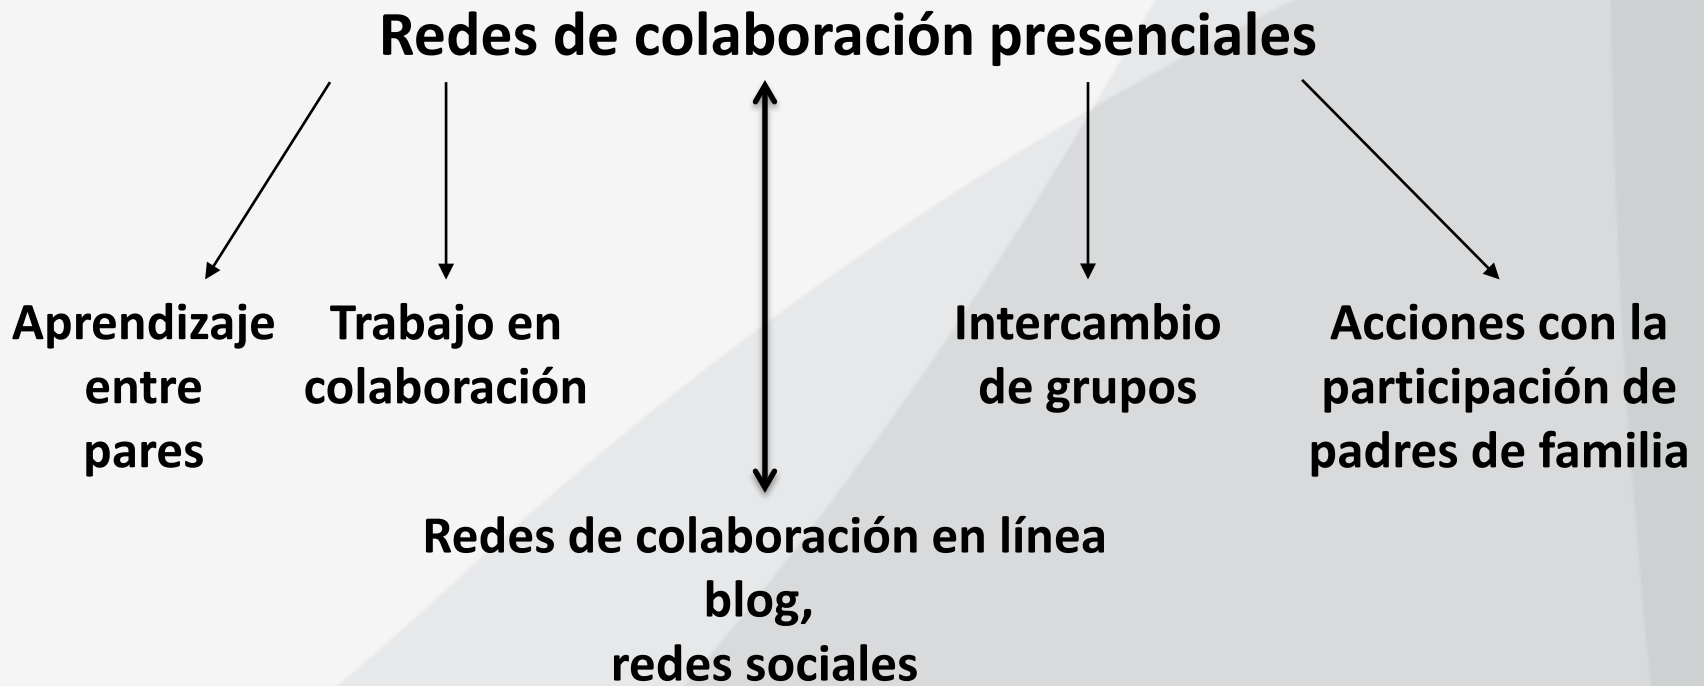 Redes de colaboración presenciales
Aprendizaje
entre
pares
Trabajo en
colaboración
Intercambio
de grupos
Acciones con la
participación de
padres de familia
Redes de colaboración en línea
blog,
redes sociales